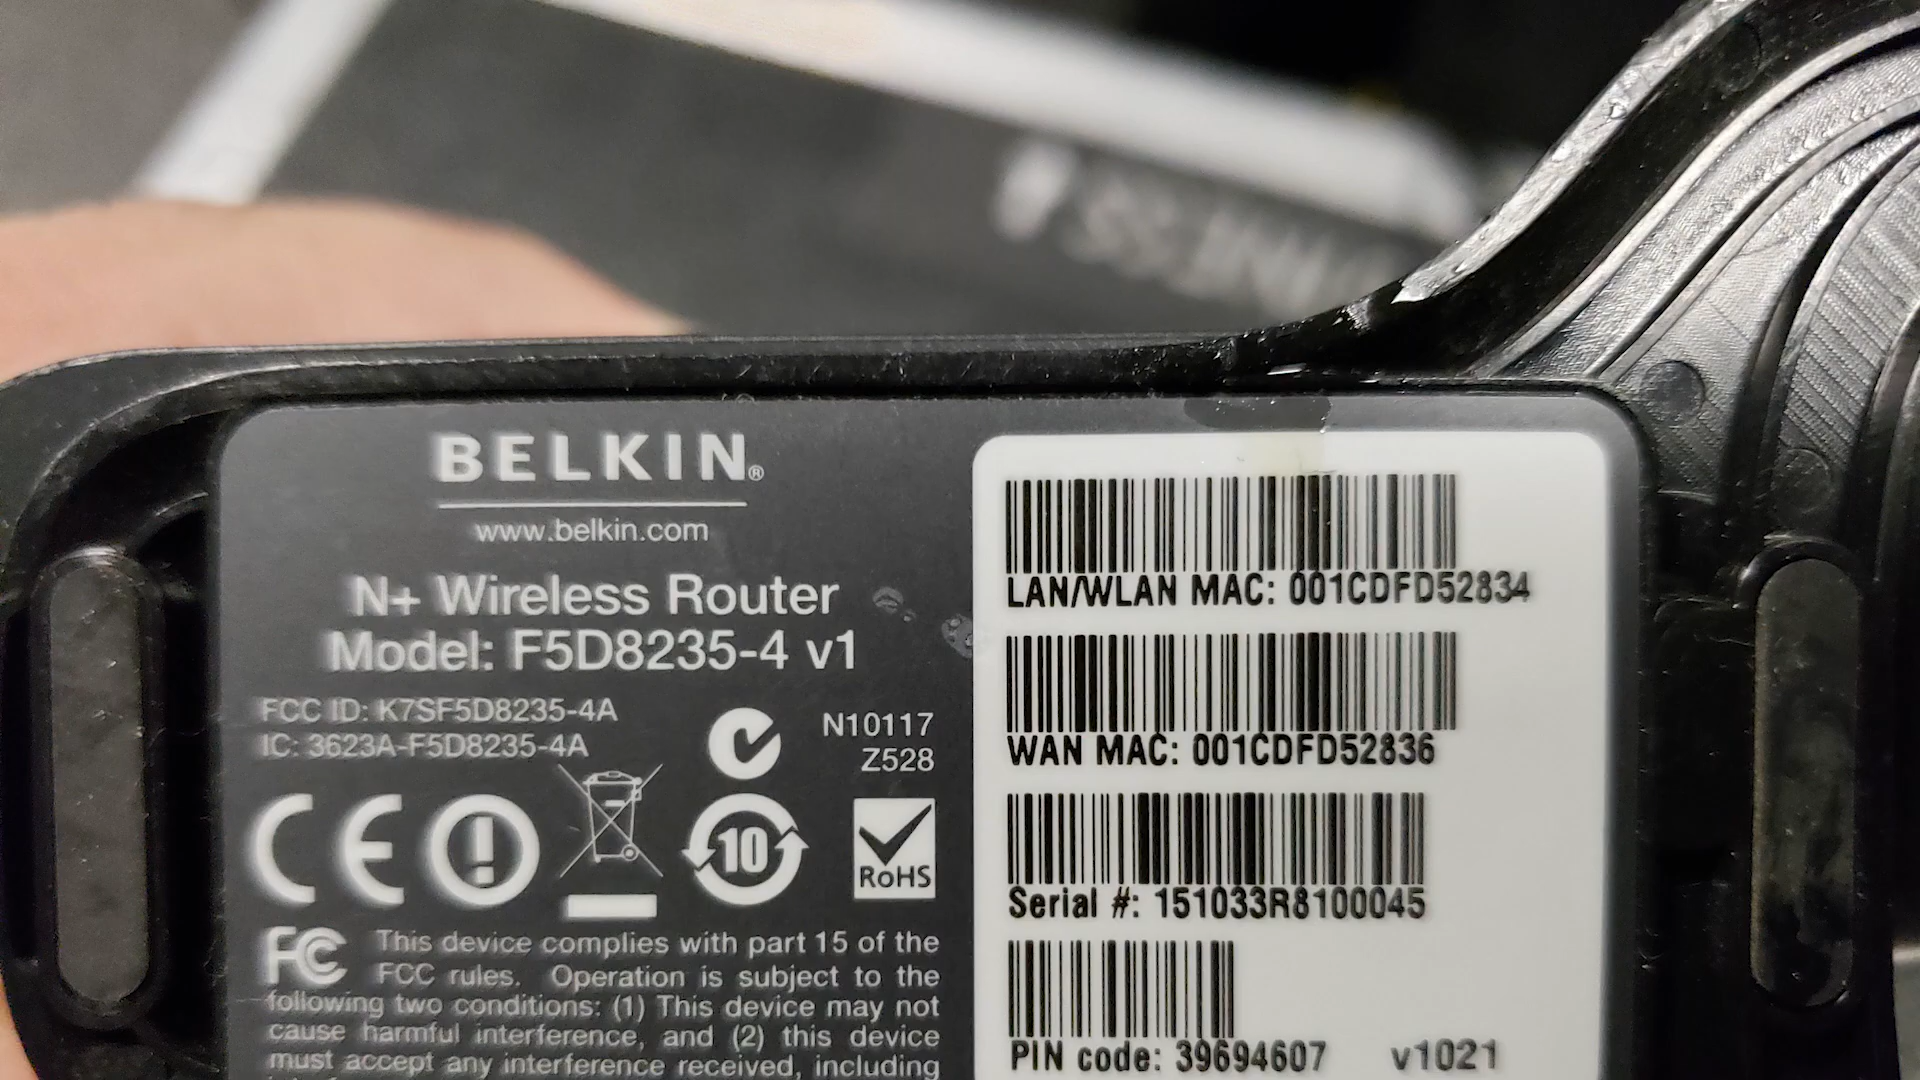 BELKIN®
www.belkin.com
N+ Wireless Router
Model: F5D8235-4 v1
FCC ID: K7SF5D8235-4A
IC: 3623A-F5D8235-4A
N10117
Z528
CE
10
RoHS
FC This device complies with part 15 of the
FCC rules. Operation is subject to the
following two conditions: (1) This device may not
cause harmful interference, and (2) this device
must accept any interference received, including
LAN/WLAN MAC: 001CDFD52834
WAN MAC: 001CDFD52836
Serial #: 151033R8100045
PIN code: 39694607 v1021